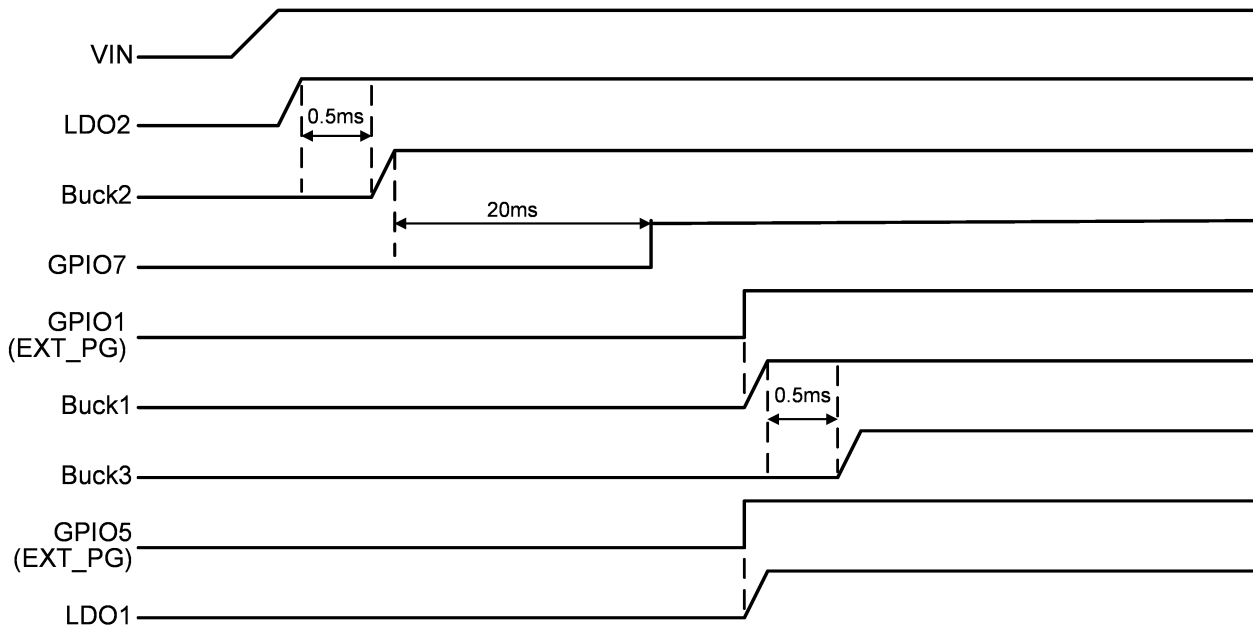 VIN
LDO2
0.5ms
Buck2
20ms
GPIO7
GPIO1
(EXT_PG)
Buck1
0.5ms
Buck3
GPIO5
(EXT_PG)
LDO1